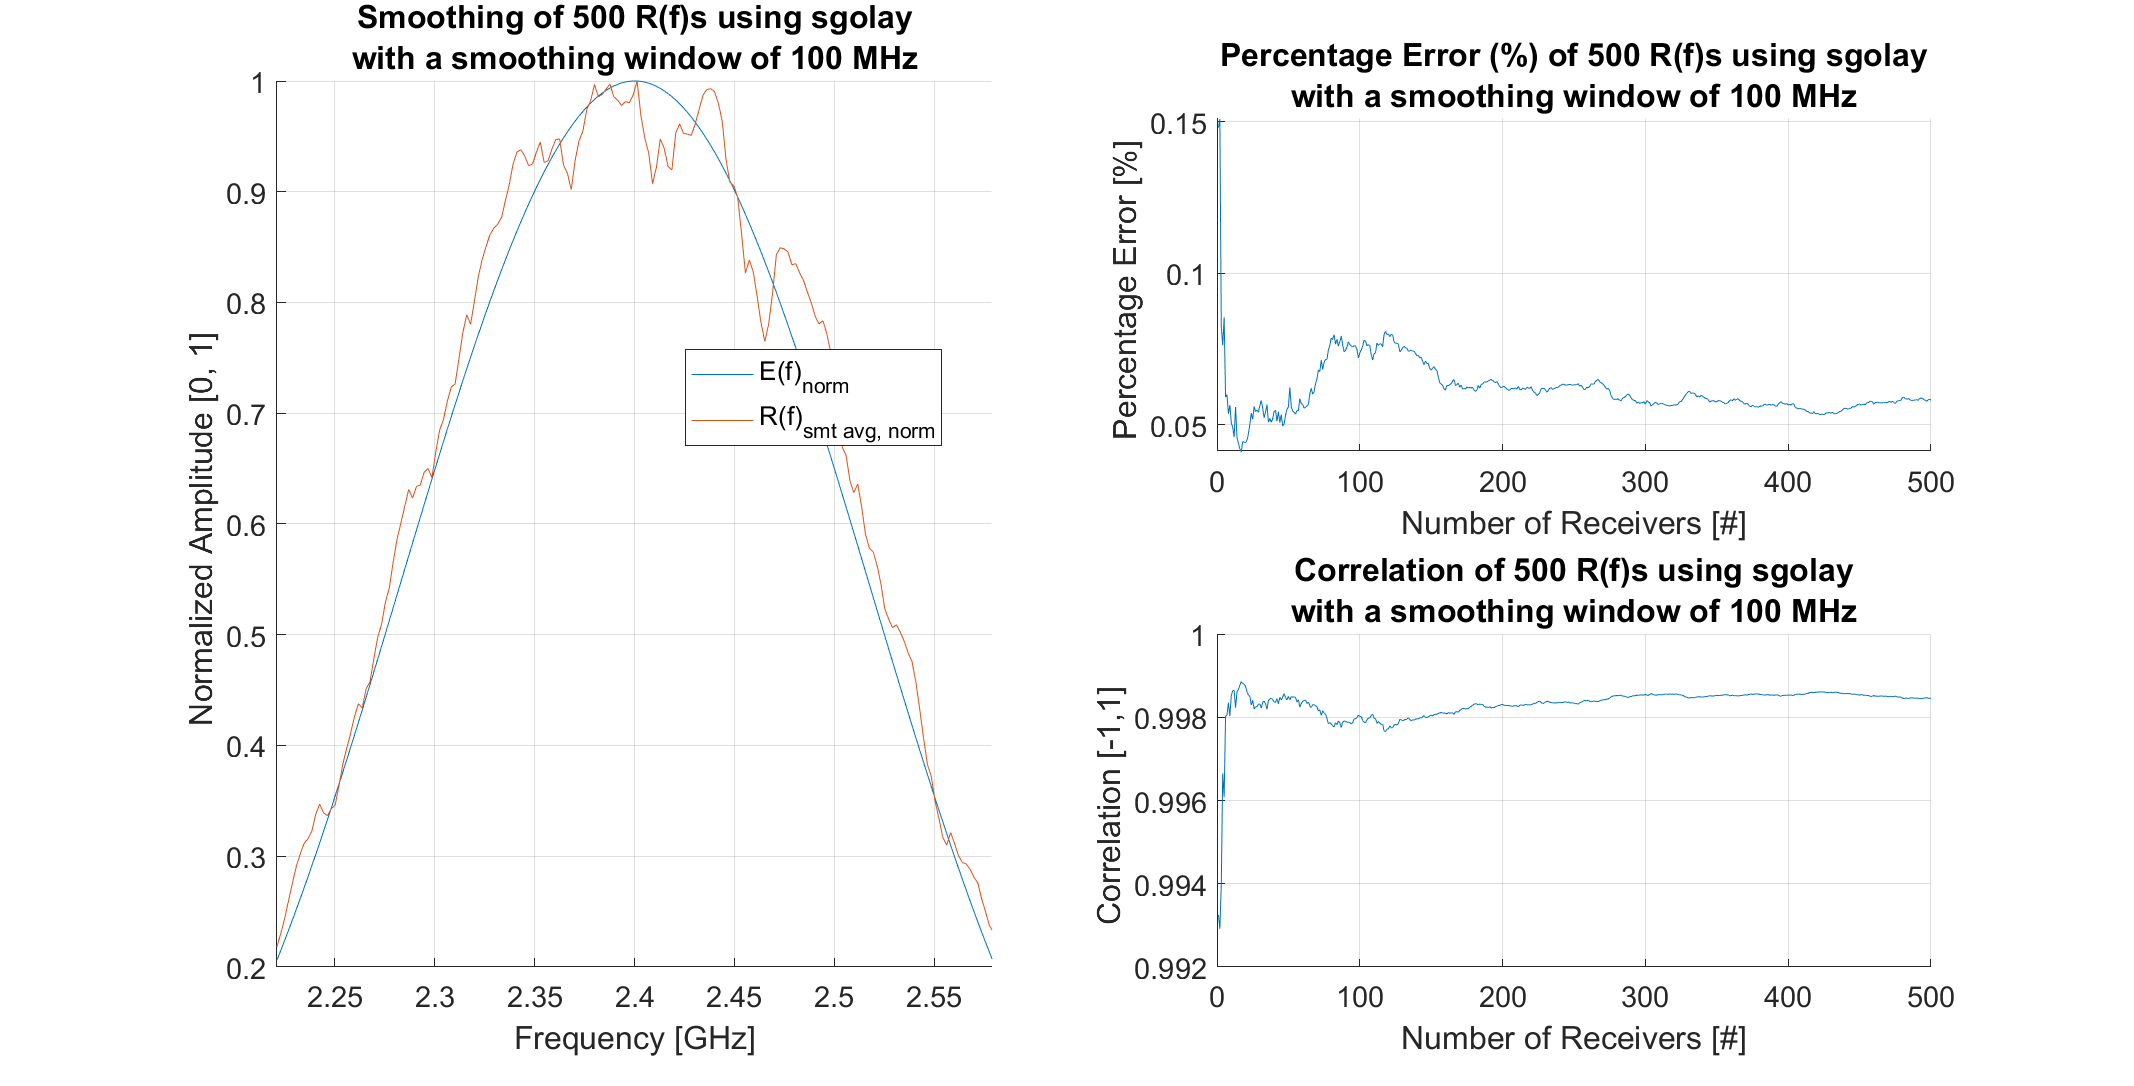 Smoothing of 500 R(f)s using sgolay
with a smoothing window of 100 MHz
1
0.9
0.8
0.7
0.6
0.5
0.4
0.3
0.2
Normalized Amplitude [0, 1]
2.25 2.3 2.35 2.4 2.45 2.5 2.55
Frequency [GHz]
E(f)norm
R(f)smt avg, norm
Percentage Error (%) of 500 R(f)s using sgolay
with a smoothing window of 100 MHz
0.15
0.1
0.05
Percentage Error [%]
0 100 200 300 400 500
Number of Receivers [#]
Correlation of 500 R(f)s using sgolay
with a smoothing window of 100 MHz
1
0.998
0.996
0.994
0.992
Correlation [-1,1]
0 100 200 300 400 500
Number of Receivers [#]